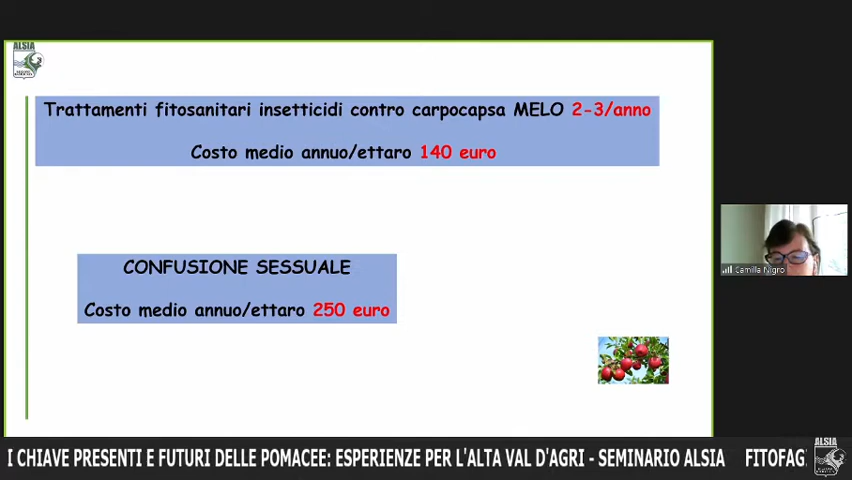 ALSIA
Trattamenti fitosanitari insetticidi contro carpocapsa MELO 2-3/anno
Costo medio annuo/ettaro 140 euro
CONFUSIONE SESSUALE
Costo medio annuo/ettaro 250 euro
Camilla Nigro
I CHIAVE PRESENTI E FUTURI DELLE POMACEE: ESPERIENZE PER L'ALTA VAL D'AGRI - SEMINARIO ALSIA FITOFAG
ALSIA